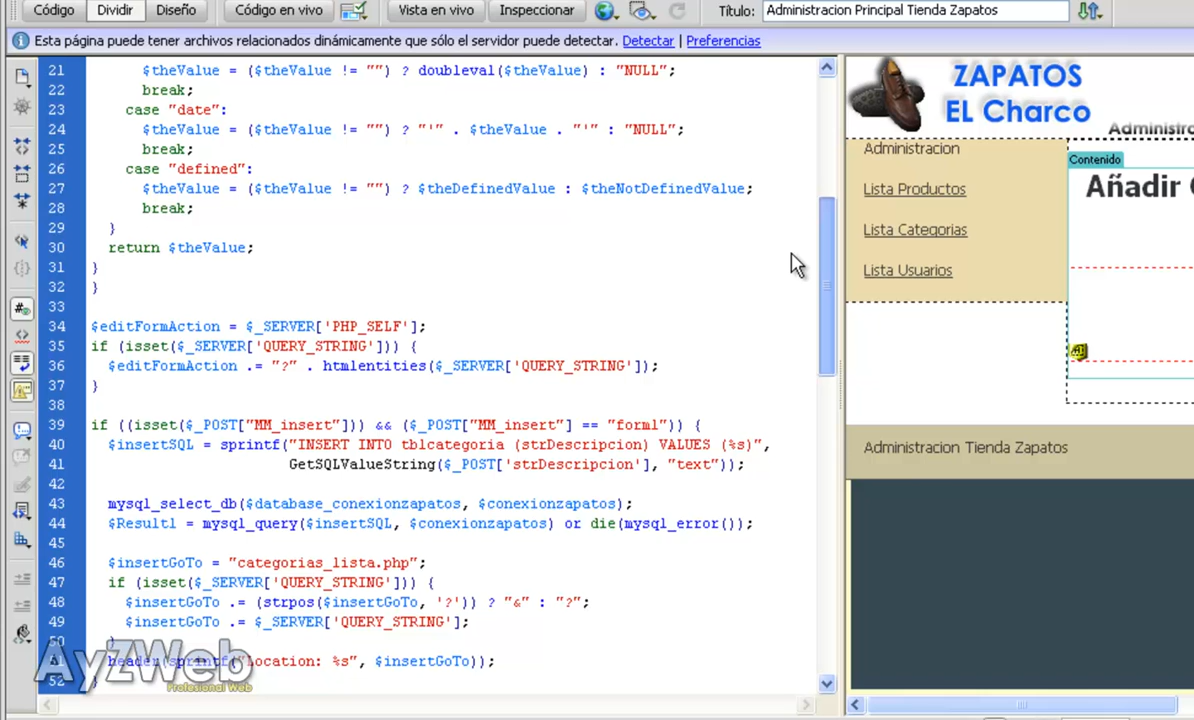 Código Dividir Diseño Código en vivo Vista en vivo Inspeccionar Título: Administracion Principal Tienda Zapatos
Esta página puede tener archivos relacionados dinámicamente que sólo el servidor puede detectar. Detectar | Preferencias
21 $theValue = ($theValue != "") ? doubleval($theValue) : "NULL";
22 break;
23 case "date":
24 $theValue = ($theValue != "") ? "'" . $theValue . "'" : "NULL";
25 break;
26 case "defined":
27 $theValue = ($theValue != "") ? $theDefinedValue : $theNotDefinedValue;
28 break;
29 }
30 return $theValue;
31 }
32 }
33
34 $editFormAction = $_SERVER['PHP_SELF'];
35 if (isset($_SERVER['QUERY_STRING'])) {
36 $editFormAction .= "?" . htmlentities($_SERVER['QUERY_STRING']);
37 }
38
39 if ((isset($_POST["MM_insert"])) && ($_POST["MM_insert"] == "form1")) {
40 $insertSQL = sprintf("INSERT INTO tblcategoria (strDescripcion) VALUES (%s)",
41 GetSQLValueString($_POST['strDescripcion'], "text"));
42
43 mysql_select_db($database_conexionzapatos, $conexionzapatos);
44 $Result1 = mysql_query($insertSQL, $conexionzapatos) or die(mysql_error());
45
46 $insertGoTo = "categorias_lista.php";
47 if (isset($_SERVER['QUERY_STRING'])) {
48 $insertGoTo .= (strpos($insertGoTo, '?')) ? "&" : "?";
49 $insertGoTo .= $_SERVER['QUERY_STRING'];
50 }
51 header(sprintf("Location: %s", $insertGoTo));
52 }
AyZWeb
Profesional Web
ZAPATOS
El Charco
Administracion
Lista Productos
Lista Categorias
Lista Usuarios
Contenido
Añadir
Administracion Tienda Zapatos